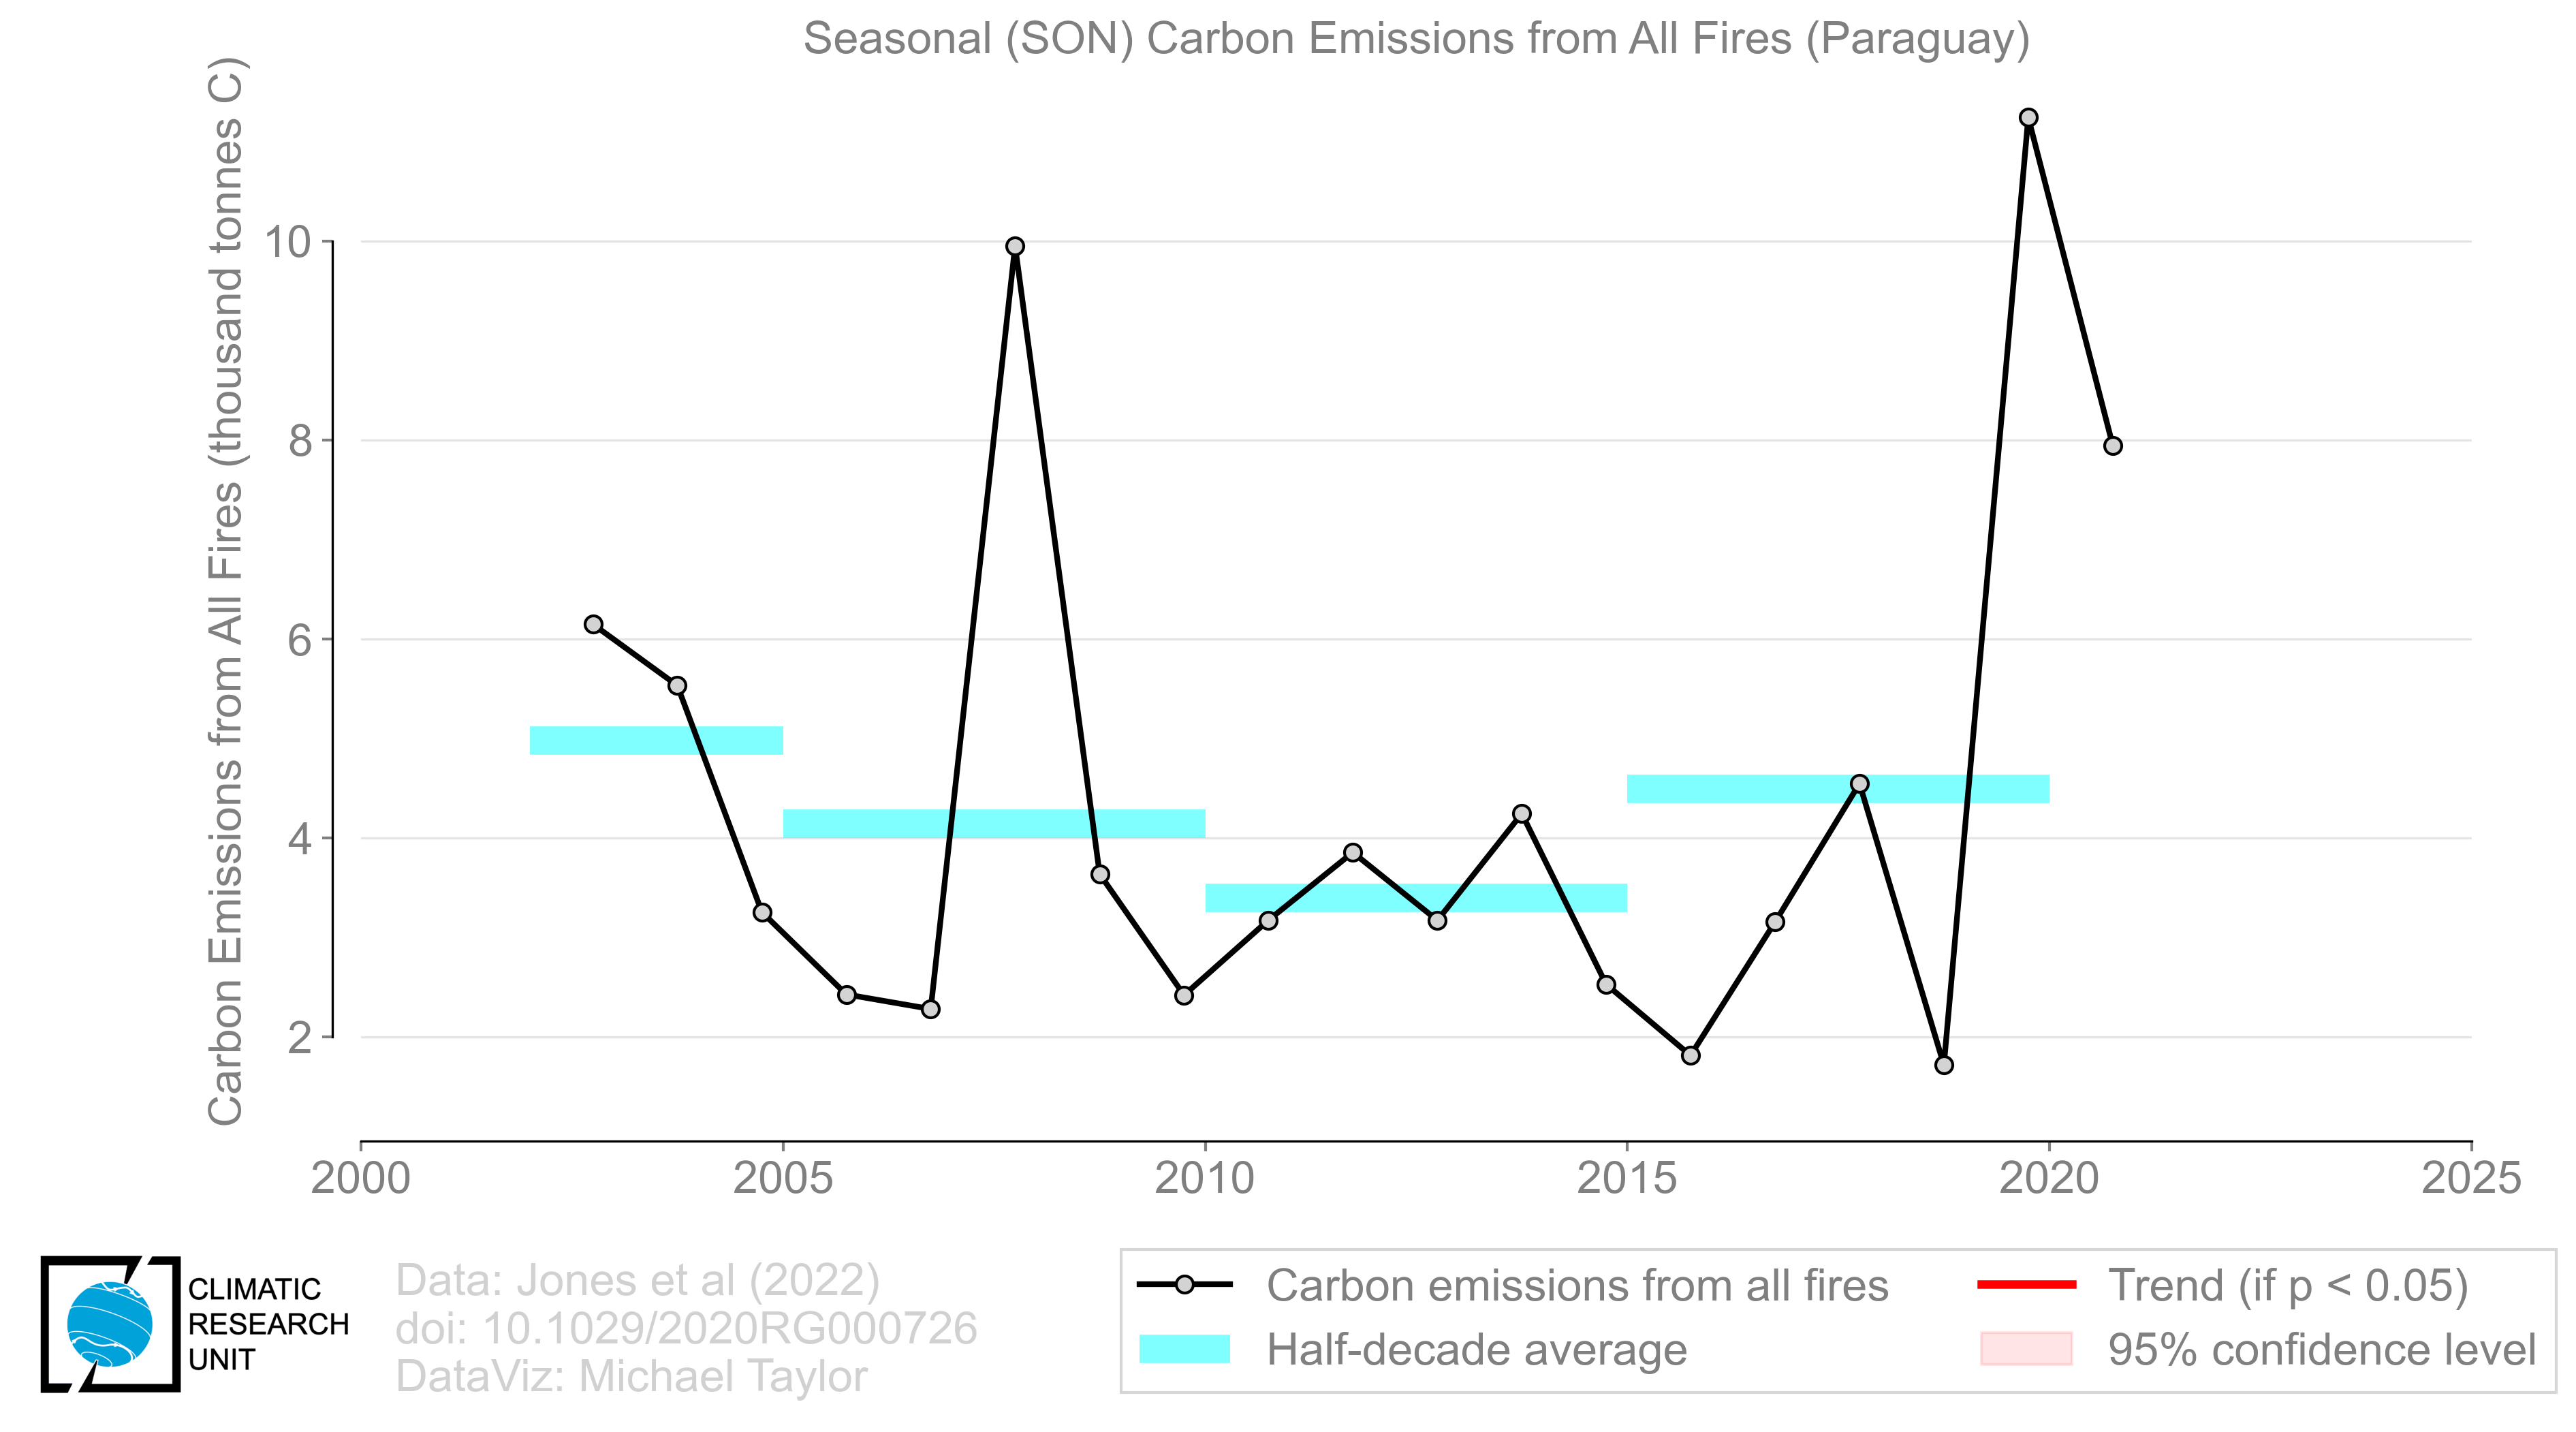 Seasonal (SON) Carbon Emissions from All Fires (Paraguay)
Carbon Emissions from All Fires (thousand tonnes C)
10
8
6
4
2
2000 2005 2010 2015 2020 2025
CLIMATIC
RESEARCH
UNIT
Data: Jones et al (2022)
doi: 10.1029/2020RG000726
DataViz: Michael Taylor
Carbon emissions from all fires
Half-decade average
Trend (if p < 0.05)
95% confidence level